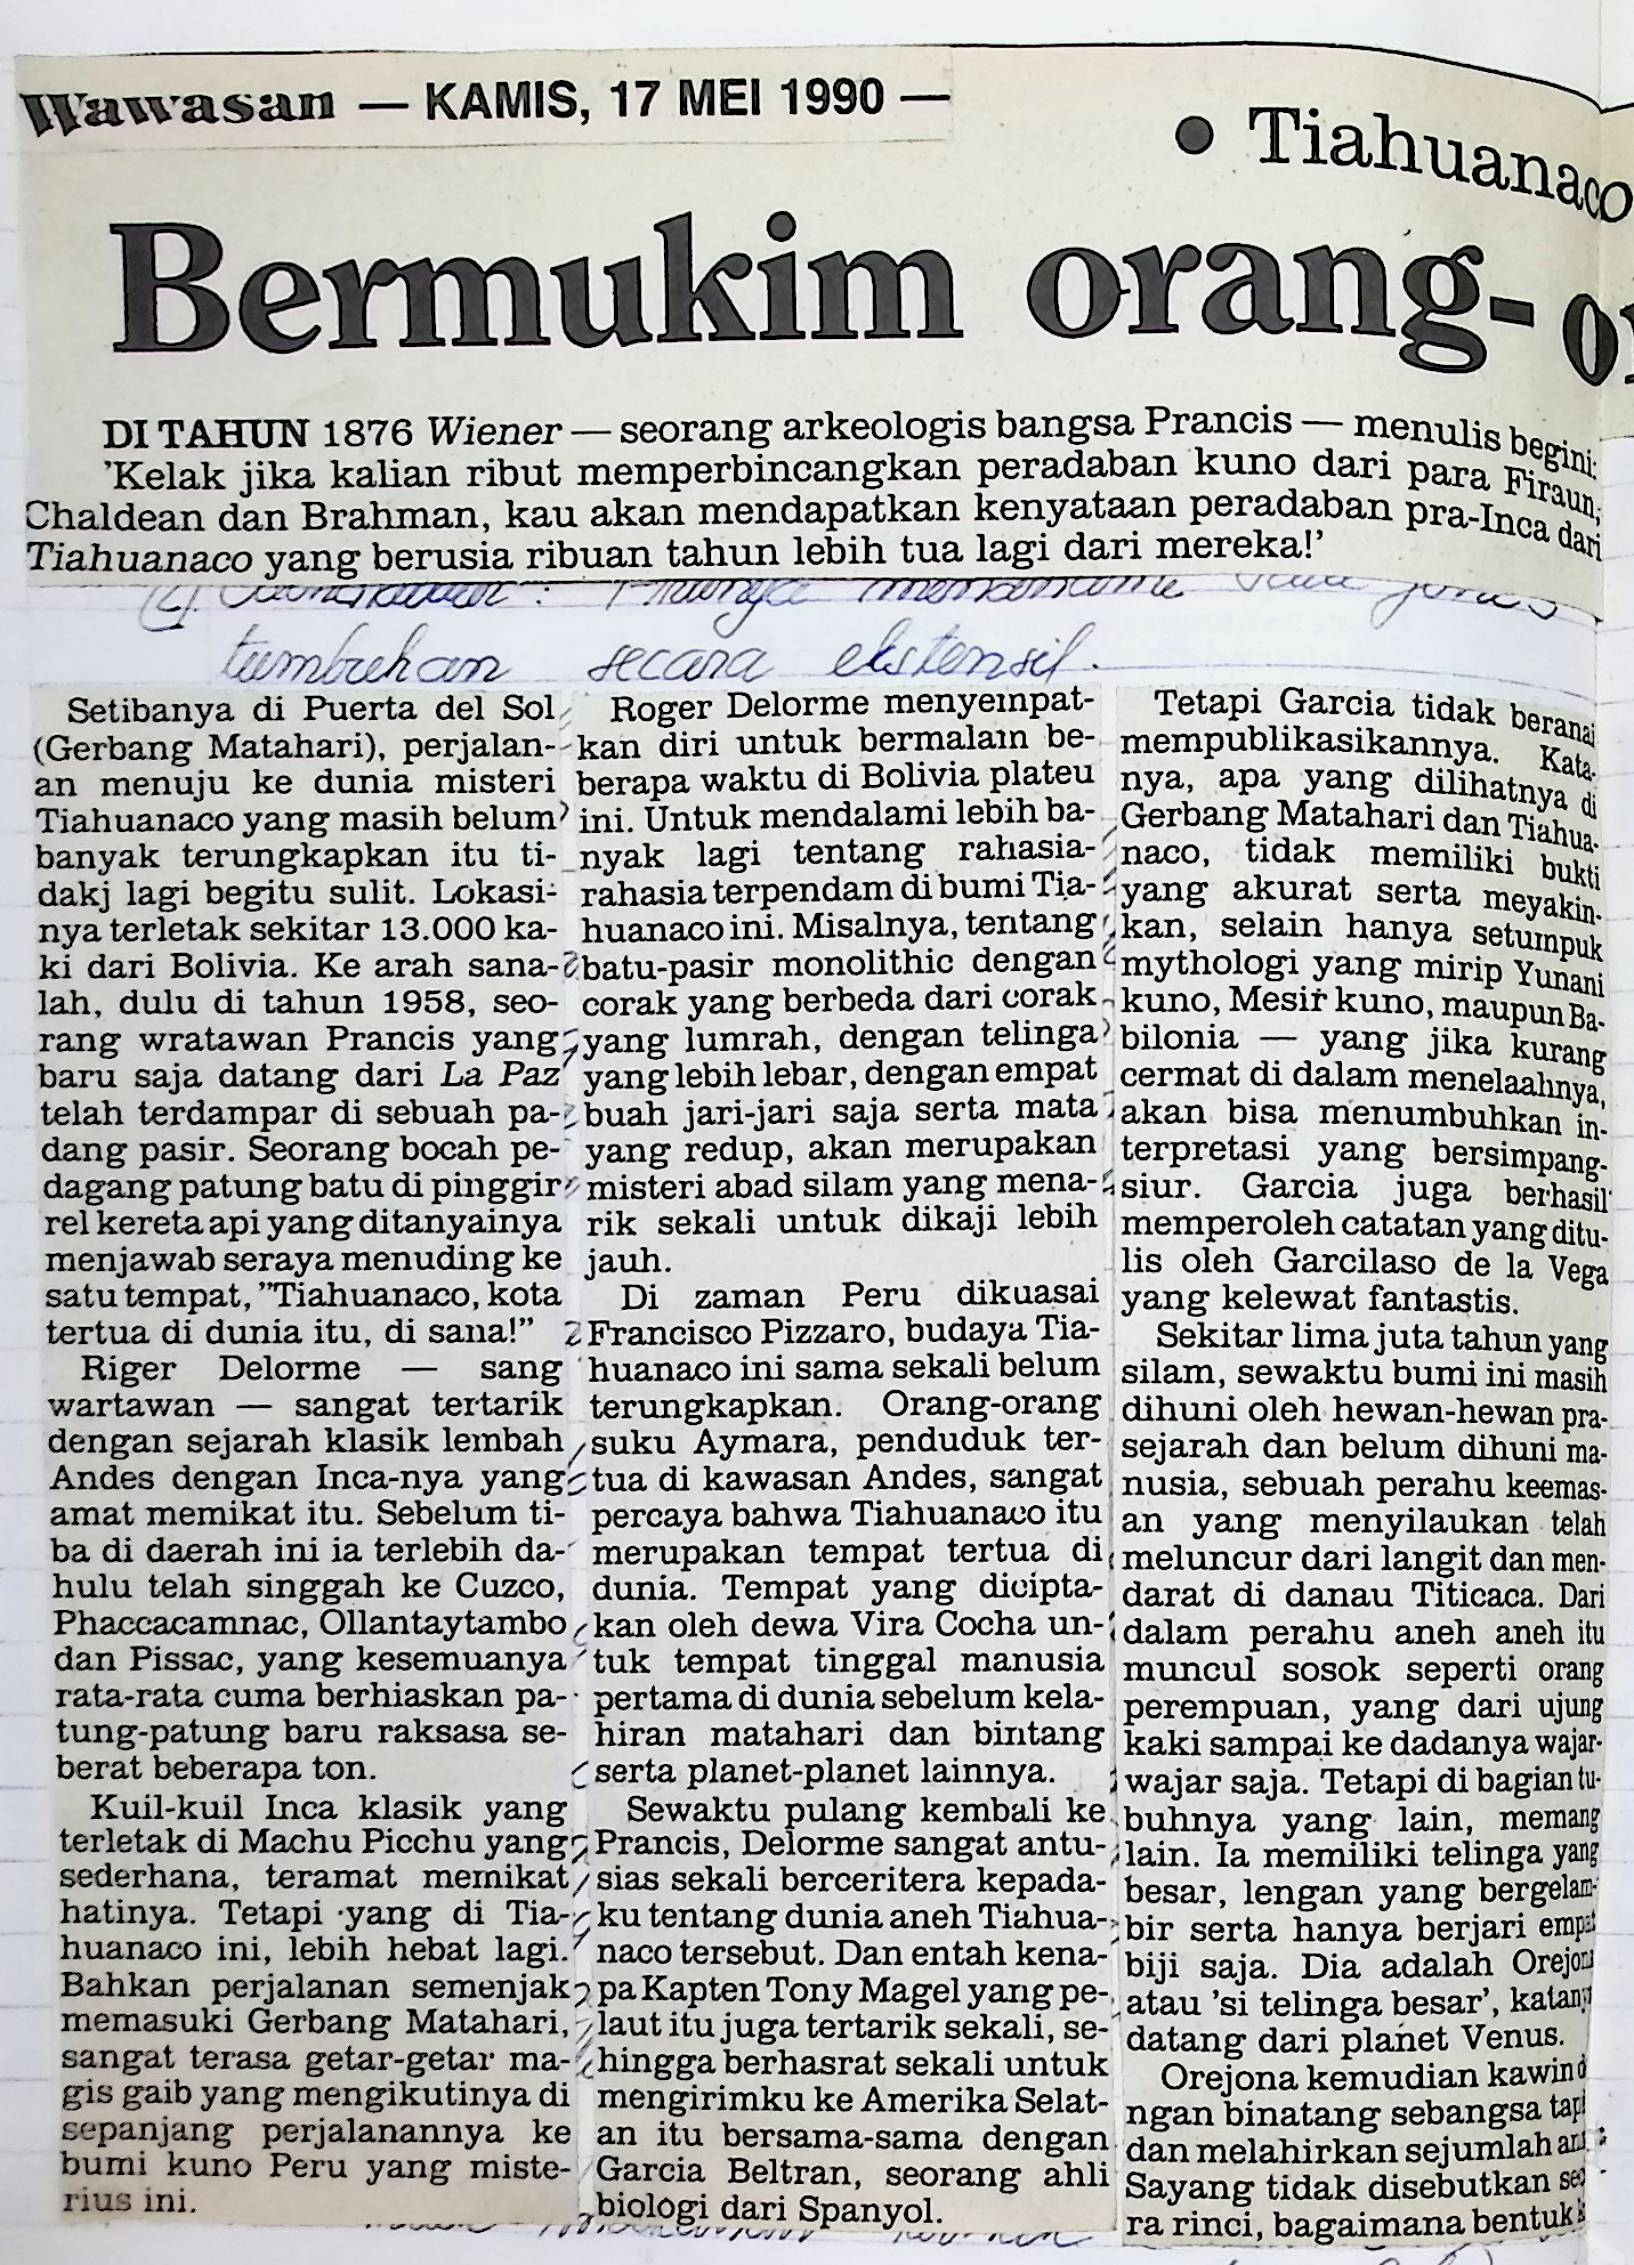 Wawasan — KAMIS, 17 MEI 1990 —
• Tiahuanaco
Bermukim orang-
DI TAHUN 1876 Wiener — seorang arkeologis bangsa Prancis — menulis begini:
'Kelak jika kalian ribut memperbincangkan peradaban kuno dari para Firaun,
Chaldean dan Brahman, kau akan mendapatkan kenyataan peradaban pra-Inca dari
Tiahuanaco yang berusia ribuan tahun lebih tua lagi dari mereka!'
tumbuhan secara ekstensif.
Setibanya di Puerta del Sol
(Gerbang Matahari), perjalan-
an menuju ke dunia misteri
Tiahuanaco yang masih belum
banyak terungkapkan itu ti-
dakj lagi begitu sulit. Lokasi-
nya terletak sekitar 13.000 ka-
ki dari Bolivia. Ke arah sana-
lah, dulu di tahun 1958, seo-
rang wratawan Prancis yang
baru saja datang dari La Paz
telah terdampar di sebuah pa-
dang pasir. Seorang bocah pe-
dagang patung batu di pinggir
rel kereta api yang ditanyainya
menjawab seraya menuding ke
satu tempat, "Tiahuanaco, kota
tertua di dunia itu, di sana!"
Riger Delorme — sang
wartawan — sangat tertarik
dengan sejarah klasik lembah
Andes dengan Inca-nya yang
amat memikat itu. Sebelum ti-
ba di daerah ini ia terlebih da-
hulu telah singgah ke Cuzco,
Phaccacamnac, Ollantaytambo
dan Pissac, yang kesemuanya
rata-rata cuma berhiaskan pa-
tung-patung baru raksasa se-
berat beberapa ton.
Kuil-kuil Inca klasik yang
terletak di Machu Picchu yang
sederhana, teramat memikat
hatinya. Tetapi yang di Tia-
huanaco ini, lebih hebat lagi.
Bahkan perjalanan semenjak
memasuki Gerbang Matahari,
sangat terasa getar-getar ma-
gis gaib yang mengikutinya di
sepanjang perjalanannya ke
bumi kuno Peru yang miste-
rius ini.
Roger Delorme menyempat-
kan diri untuk bermalam be-
berapa waktu di Bolivia plateu
ini. Untuk mendalami lebih ba-
nyak lagi tentang rahasia-
rahasia terpendam di bumi Tia-
huanaco ini. Misalnya, tentang
batu-pasir monolithic dengan
corak yang berbeda dari corak
yang lumrah, dengan telinga
yang lebih lebar, dengan empat
buah jari-jari saja serta mata
yang redup, akan merupakan
misteri abad silam yang mena-
rik sekali untuk dikaji lebih
jauh.
Di zaman Peru dikuasai
Francisco Pizzaro, budaya Tia-
huanaco ini sama sekali belum
terungkapkan. Orang-orang
suku Aymara, penduduk ter-
tua di kawasan Andes, sangat
percaya bahwa Tiahuanaco itu
merupakan tempat tertua di
dunia. Tempat yang dicipta-
kan oleh dewa Vira Cocha un-
tuk tempat tinggal manusia
pertama di dunia sebelum kela-
hiran matahari dan bintang
serta planet-planet lainnya.
Sewaktu pulang kembali ke
Prancis, Delorme sangat antu-
sias sekali berceritera kepada-
ku tentang dunia aneh Tiahua-
naco tersebut. Dan entah kena-
pa Kapten Tony Magel yang pe-
laut itu juga tertarik sekali, se-
hingga berhasrat sekali untuk
mengirimku ke Amerika Selat-
an itu bersama-sama dengan
Garcia Beltran, seorang ahli
biologi dari Spanyol.
Tetapi Garcia tidak beranai
mempublikasikannya. Kata-
nya, apa yang dilihatnya di
Gerbang Matahari dan Tiahua-
naco, tidak memiliki bukti
yang akurat serta meyakin-
kan, selain hanya setumpuk
mythologi yang mirip Yunani
kuno, Mesir kuno, maupun Ba-
bilonia — yang jika kurang
cermat di dalam menelaahnya,
akan bisa menumbuhkan in-
terpretasi yang bersimpang-
siur. Garcia juga berhasil
memperoleh catatan yang ditu-
lis oleh Garcilaso de la Vega
yang kelewat fantastis.
Sekitar lima juta tahun yang
silam, sewaktu bumi ini masih
dihuni oleh hewan-hewan pra-
sejarah dan belum dihuni ma-
nusia, sebuah perahu keemas-
an yang menyilaukan telah
meluncur dari langit dan men-
darat di danau Titicaca. Dari
dalam perahu aneh aneh itu
muncul sosok seperti orang
perempuan, yang dari ujung
kaki sampai ke dadanya wajar-
wajar saja. Tetapi di bagian tu-
buhnya yang lain, memang
lain. Ia memiliki telinga yang
besar, lengan yang bergelam-
bir serta hanya berjari empat
biji saja. Dia adalah Orejona
atau 'si telinga besar', katanya
datang dari planet Venus.
Orejona kemudian kawin
ngan binatang sebangsa
dan melahirkan sejumlah
Sayang tidak disebutkan
ra rinci, bagaimana bentuk